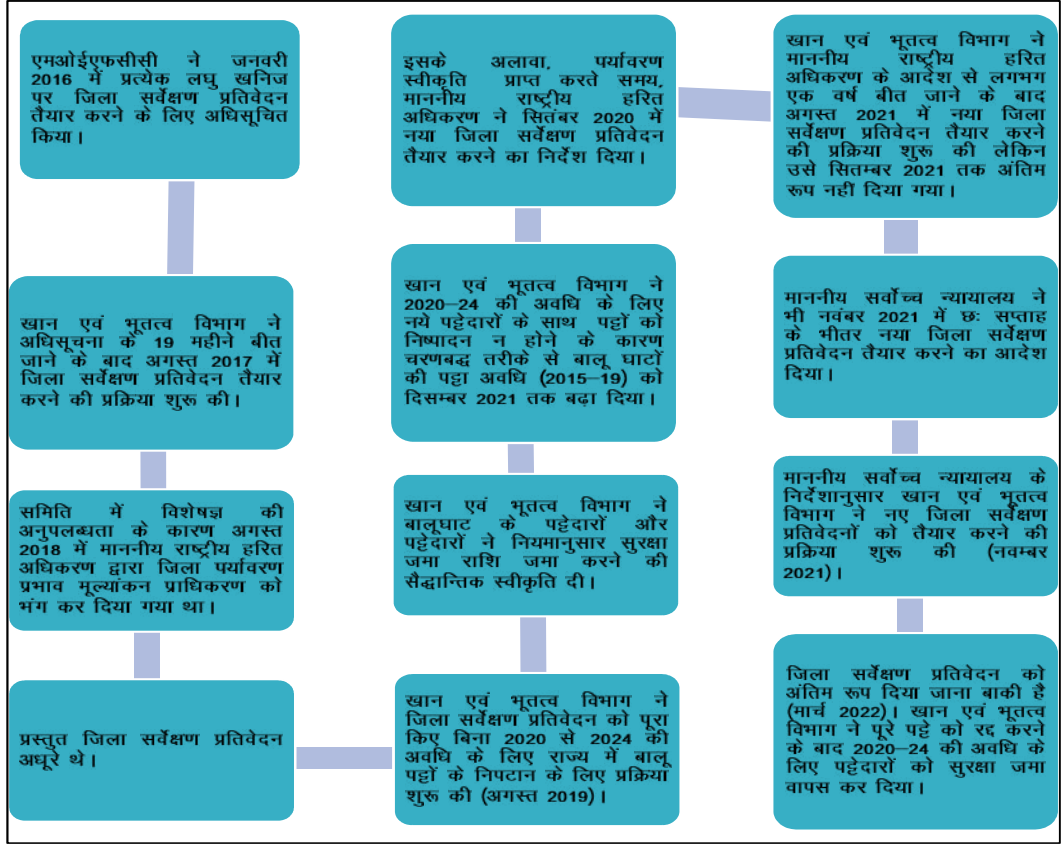 एमओईएफसीसी ने जनवरी
2016 में प्रत्येक लघु खनिज
पर जिला सर्वेक्षण प्रतिवेदन
तैयार करने के लिए अधिसूचित
किया।
खान एवं भूतत्व विभाग ने
अधिसूचना के 19 महीने बीत
जाने के बाद अगस्त 2017 में
जिला सर्वेक्षण प्रतिवेदन तैयार
करने की प्रक्रिया शुरू की।
समिति में विशेषज्ञ की
अनुपलब्धता के कारण अगस्त
2018 में माननीय राष्ट्रीय हरित
अधिकरण द्वारा जिला पर्यावरण
प्रभाव मूल्यांकन प्राधिकरण को
भंग कर दिया गया था।
प्रस्तुत जिला सर्वेक्षण प्रतिवेदन
अधूरे थे।
खान एवं भूतत्व विभाग ने
जिला सर्वेक्षण प्रतिवेदन को पूरा
किए बिना 2020 से 2024 की
अवधि के लिए राज्य में बालू
पट्टों के निपटान के लिए प्रक्रिया
शुरू की (अगस्त 2019)।
खान एवं भूतत्व विभाग ने
बालूघाट के पट्टेदारों और
पट्टेदारों ने नियमानुसार सुरक्षा
जमा राशि जमा करने की
सैद्धान्तिक स्वीकृति दी।
खान एवं भूतत्व विभाग ने
2020–24 की अवधि के लिए
नये पट्टेदारों के साथ पट्टों को
निष्पादन न होने के कारण
चरणबद्ध तरीके से बालू घाटों
की पट्टा अवधि (2015–19) को
दिसम्बर 2021 तक बढ़ा दिया।
इसके अलावा, पर्यावरण
स्वीकृति प्राप्त करते समय,
माननीय राष्ट्रीय हरित
अधिकरण ने सितंबर 2020 में
नया जिला सर्वेक्षण प्रतिवेदन
तैयार करने का निर्देश दिया।
खान एवं भूतत्व विभाग ने
माननीय राष्ट्रीय हरित
अधिकरण के आदेश से लगभग
एक वर्ष बीत जाने के बाद
अगस्त 2021 में नया जिला
सर्वेक्षण प्रतिवेदन तैयार करने
की प्रक्रिया शुरू की लेकिन
उसे सितम्बर 2021 तक अंतिम
रूप नहीं दिया गया।
माननीय सर्वोच्च न्यायालय ने
भी नवंबर 2021 में छः सप्ताह
के भीतर नया जिला सर्वेक्षण
प्रतिवेदन तैयार करने का आदेश
दिया।
माननीय सर्वोच्च न्यायालय के
निर्देशानुसार खान एवं भूतत्व
विभाग ने नए जिला सर्वेक्षण
प्रतिवेदनों को तैयार करने की
प्रक्रिया शुरू की (नवम्बर
2021)।
जिला सर्वेक्षण प्रतिवेदन को
अंतिम रूप दिया जाना बाकी है
(मार्च 2022)। खान एवं भूतत्व
विभाग ने पूरे पट्टे को रद्द करने
के बाद 2020–24 की अवधि के
लिए पट्टेदारों को सुरक्षा जमा
वापस कर दिया।